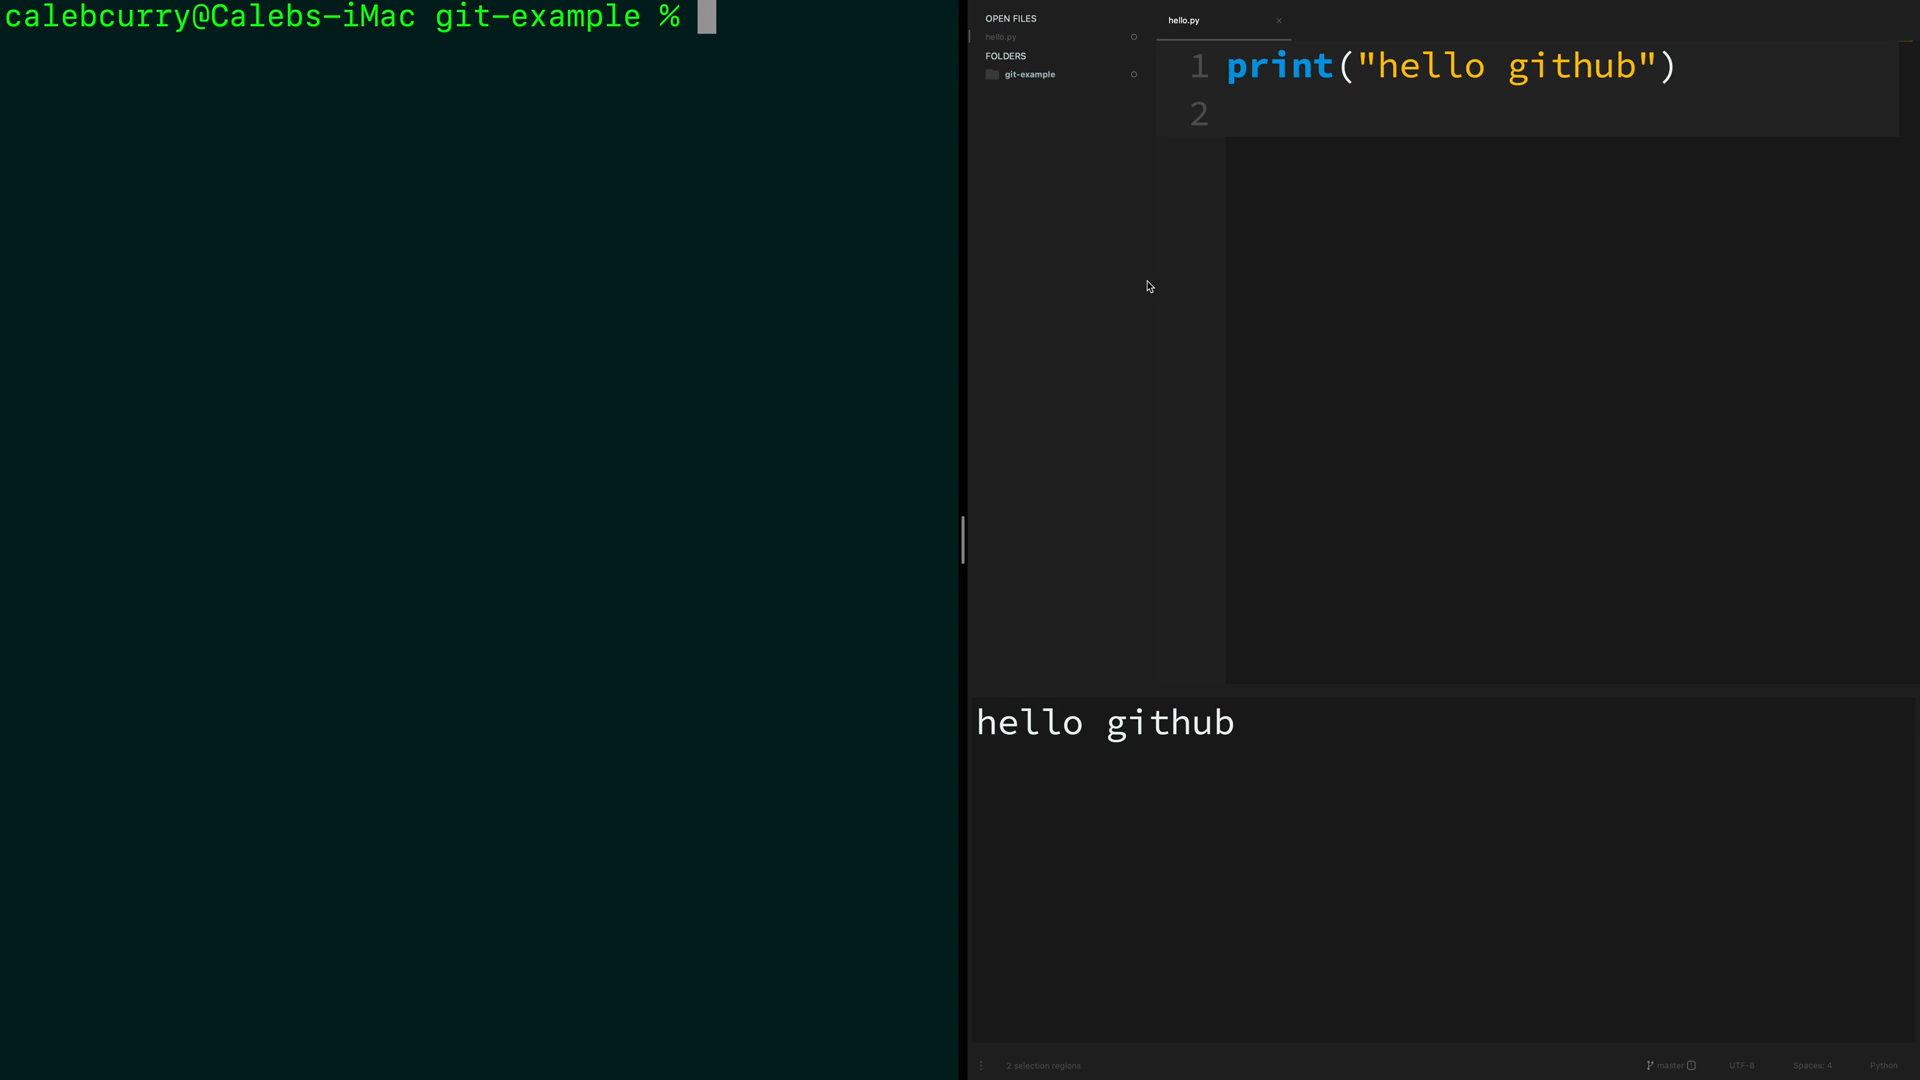 calebcurry@Calebs-iMac git-example %
OPEN FILES
hello.py
FOLDERS
git-example
hello.py
1 print("hello github")
2
hello github
2 selection regions
master 1
UTF-8
Spaces: 4
Python